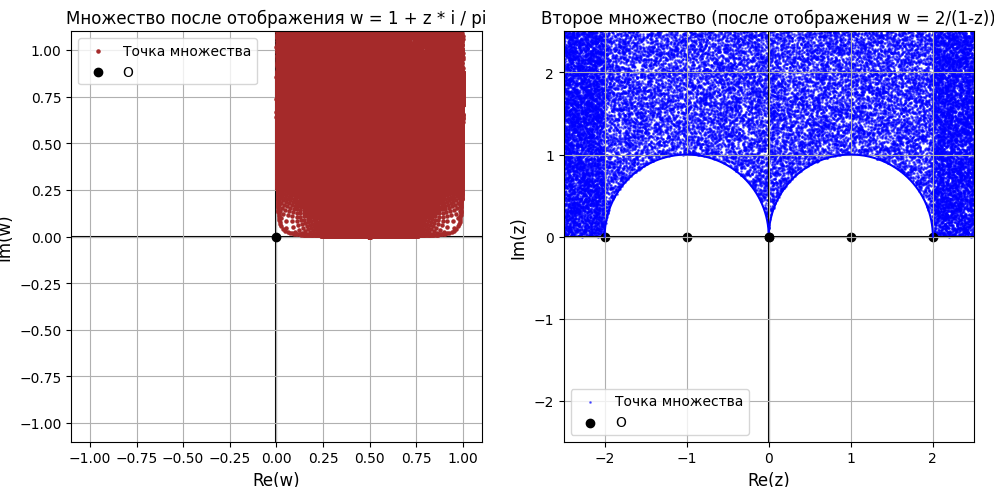 Множество после отображения w = 1 + z * i / pi
Точка множества
O
1.00
0.75
0.50
0.25
0.00
−0.25
−0.50
−0.75
−1.00
Im(w)
−1.00 −0.75 −0.50 −0.25 0.00 0.25 0.50 0.75 1.00
Re(w)
Второе множество (после отображения w = 2/(1-z))
2
1
0
−1
−2
Im(z)
Точка множества
O
−2 −1 0 1 2
Re(z)